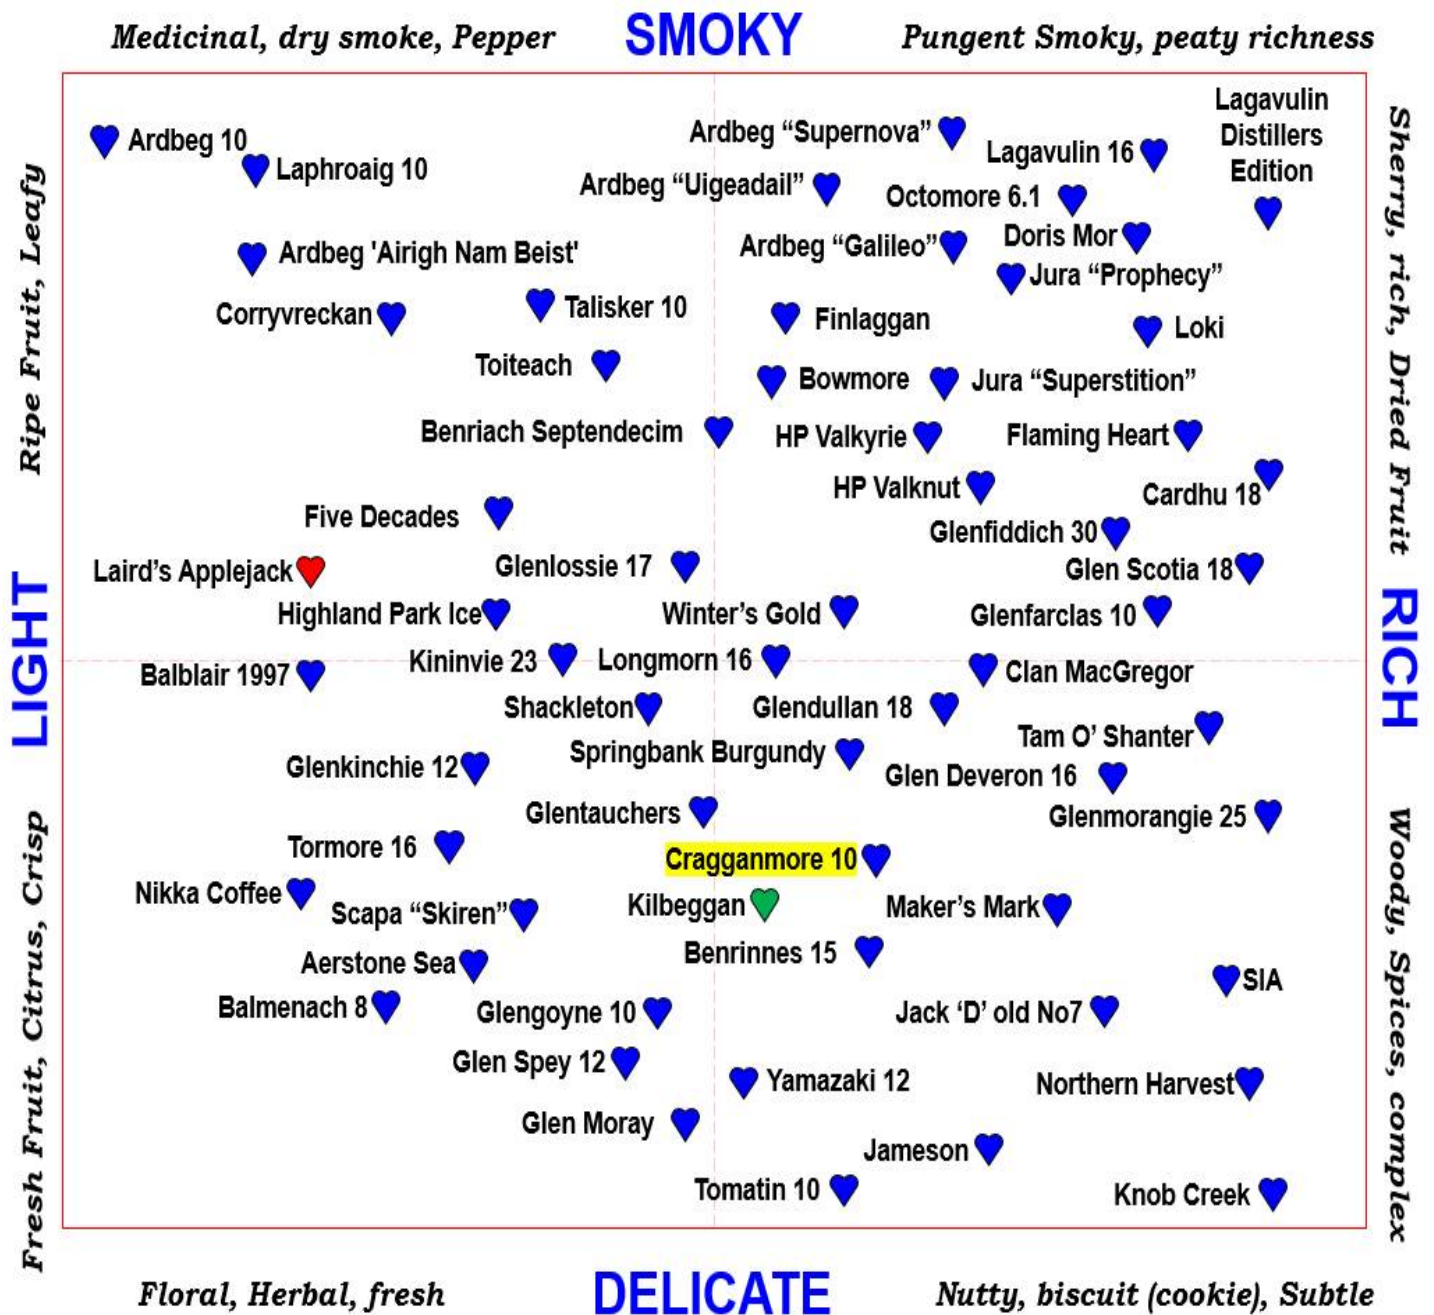 Medicinal, dry smoke, Pepper
SMOKY
Pungent Smoky, peaty richness
Ripe Fruit, Leafy
LIGHT
Fresh Fruit, Citrus, Crisp
Sherry, rich, Dried Fruit
RICH
Woody, Spices, complex
Lagavulin
Distillers
Edition
Ardbeg 10
Ardbeg “Supernova”
Lagavulin 16
Laphroaig 10
Ardbeg “Uigeadail”
Octomore 6.1
Ardbeg 'Airigh Nam Beist'
Ardbeg “Galileo”
Doris Mor
Jura “Prophecy”
Corryvreckan
Talisker 10
Finlaggan
Loki
Toiteach
Bowmore
Jura “Superstition”
Benriach Septendecim
HP Valkyrie
Flaming Heart
HP Valknut
Cardhu 18
Five Decades
Glenfiddich 30
Laird’s Applejack
Glenlossie 17
Glen Scotia 18
Highland Park Ice
Winter’s Gold
Glenfarclas 10
Balblair 1997
Kininvie 23
Longmorn 16
Clan MacGregor
Shackleton
Glendullan 18
Tam O’ Shanter
Springbank Burgundy
Glenkinchie 12
Glen Deveron 16
Glentauchers
Glenmorangie 25
Tormore 16
Cragganmore 10
Nikka Coffee
Scapa “Skiren”
Kilbeggan
Maker’s Mark
Benrinnes 15
Aerstone Sea
SIA
Balmenach 8
Glengoyne 10
Jack ‘D’ old No7
Glen Spey 12
Yamazaki 12
Northern Harvest
Glen Moray
Jameson
Tomatin 10
Knob Creek
Floral, Herbal, fresh
DELICATE
Nutty, biscuit (cookie), Subtle